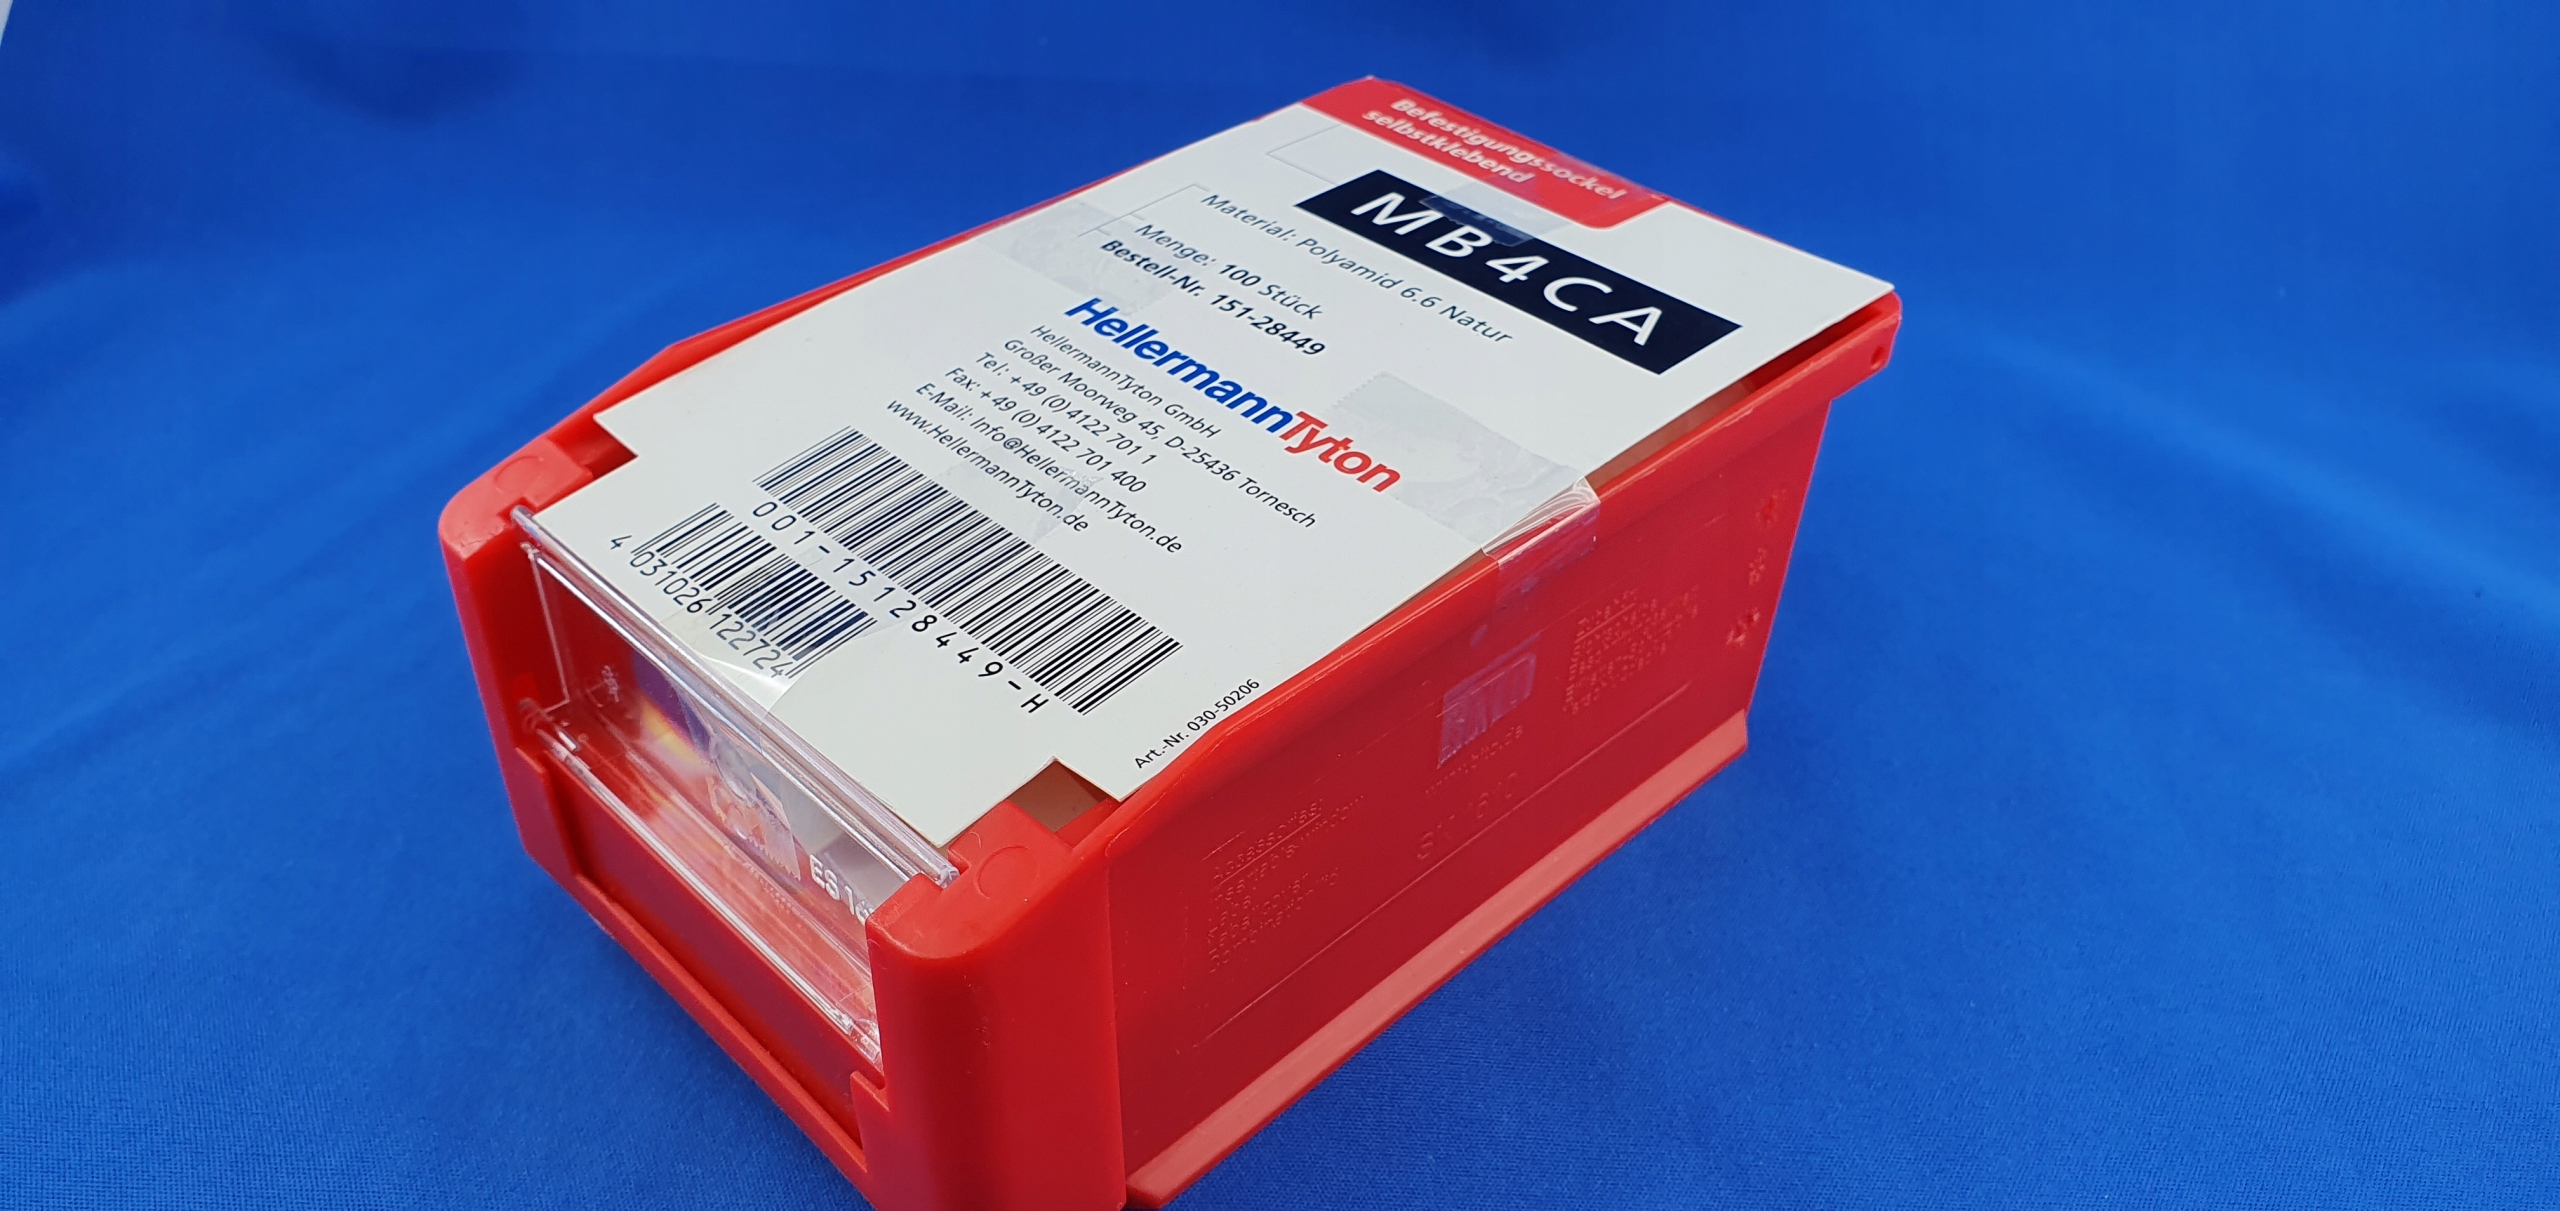 Befestigungssockel
selbstklebend
MB4CA
Material: Polyamid 6.6 Natur
Menge: 100 Stück
Bestell-Nr. 151-28449
HellermannTyton
HellermannTyton GmbH
Großer Moorweg 45, D-25436 Tornesch
Tel: +49 (0) 4122 701 1
Fax: +49 (0) 4122 701 400
E-Mail: Info@HellermannTyton.de
www.HellermannTyton.de
001-15128449-H
4 031026 122724
Art.-Nr. 030-50206
Accessories: